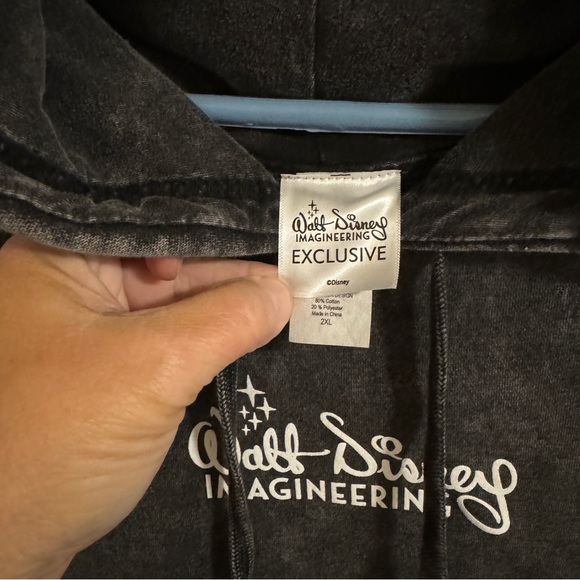 Walt Disney
IMAGINEERING
EXCLUSIVE
©Disney
80% Cotton
20 % Polyester
Made in China
2XL
Walt Disney
IMAGINEERING